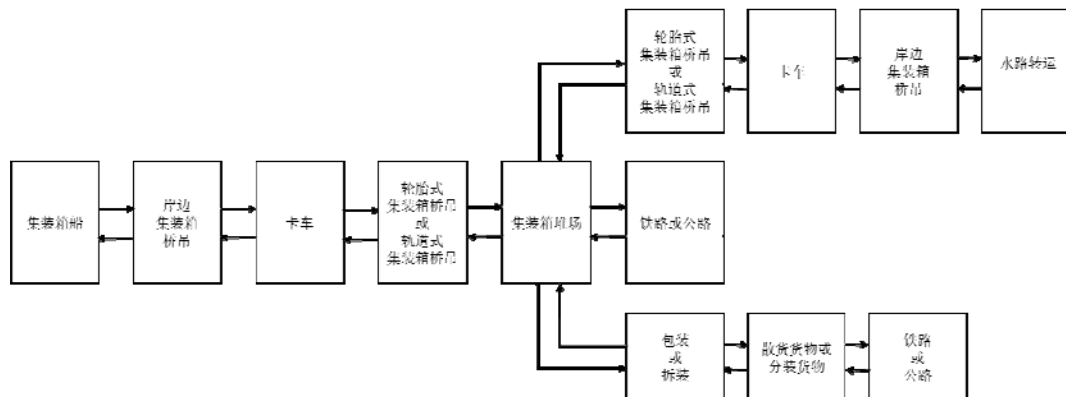 轮胎式
集装箱桥吊
或
轨道式
集装箱桥吊
卡车
岸边
集装箱
桥吊
水路转运
集装箱船
岸边
集装箱
桥吊
卡车
轮胎式
集装箱桥吊
或
轨道式
集装箱桥吊
集装箱堆场
铁路或公路
包装
或
拆装
散货货物或
分装货物
铁路
或
公路